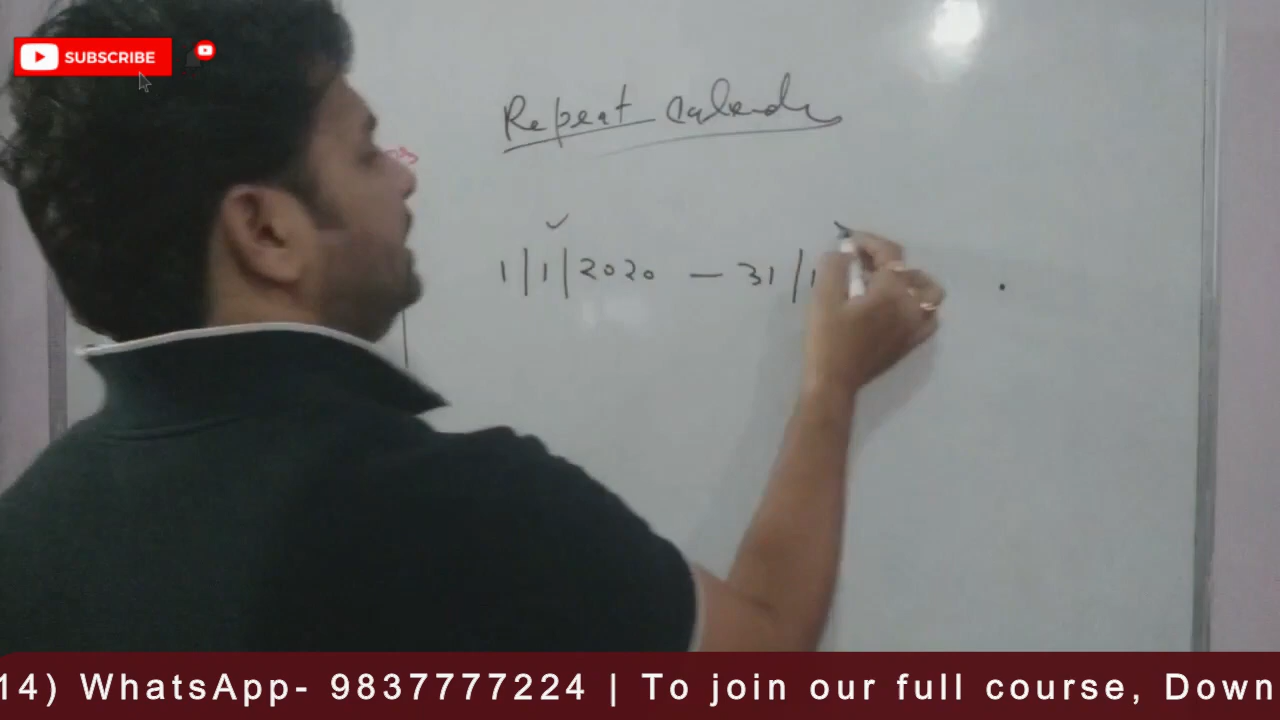 SUBSCRIBE
Repeat Calendar
1|1|2020 — 31/1
14) WhatsApp- 9837777224 | To join our full course, Down